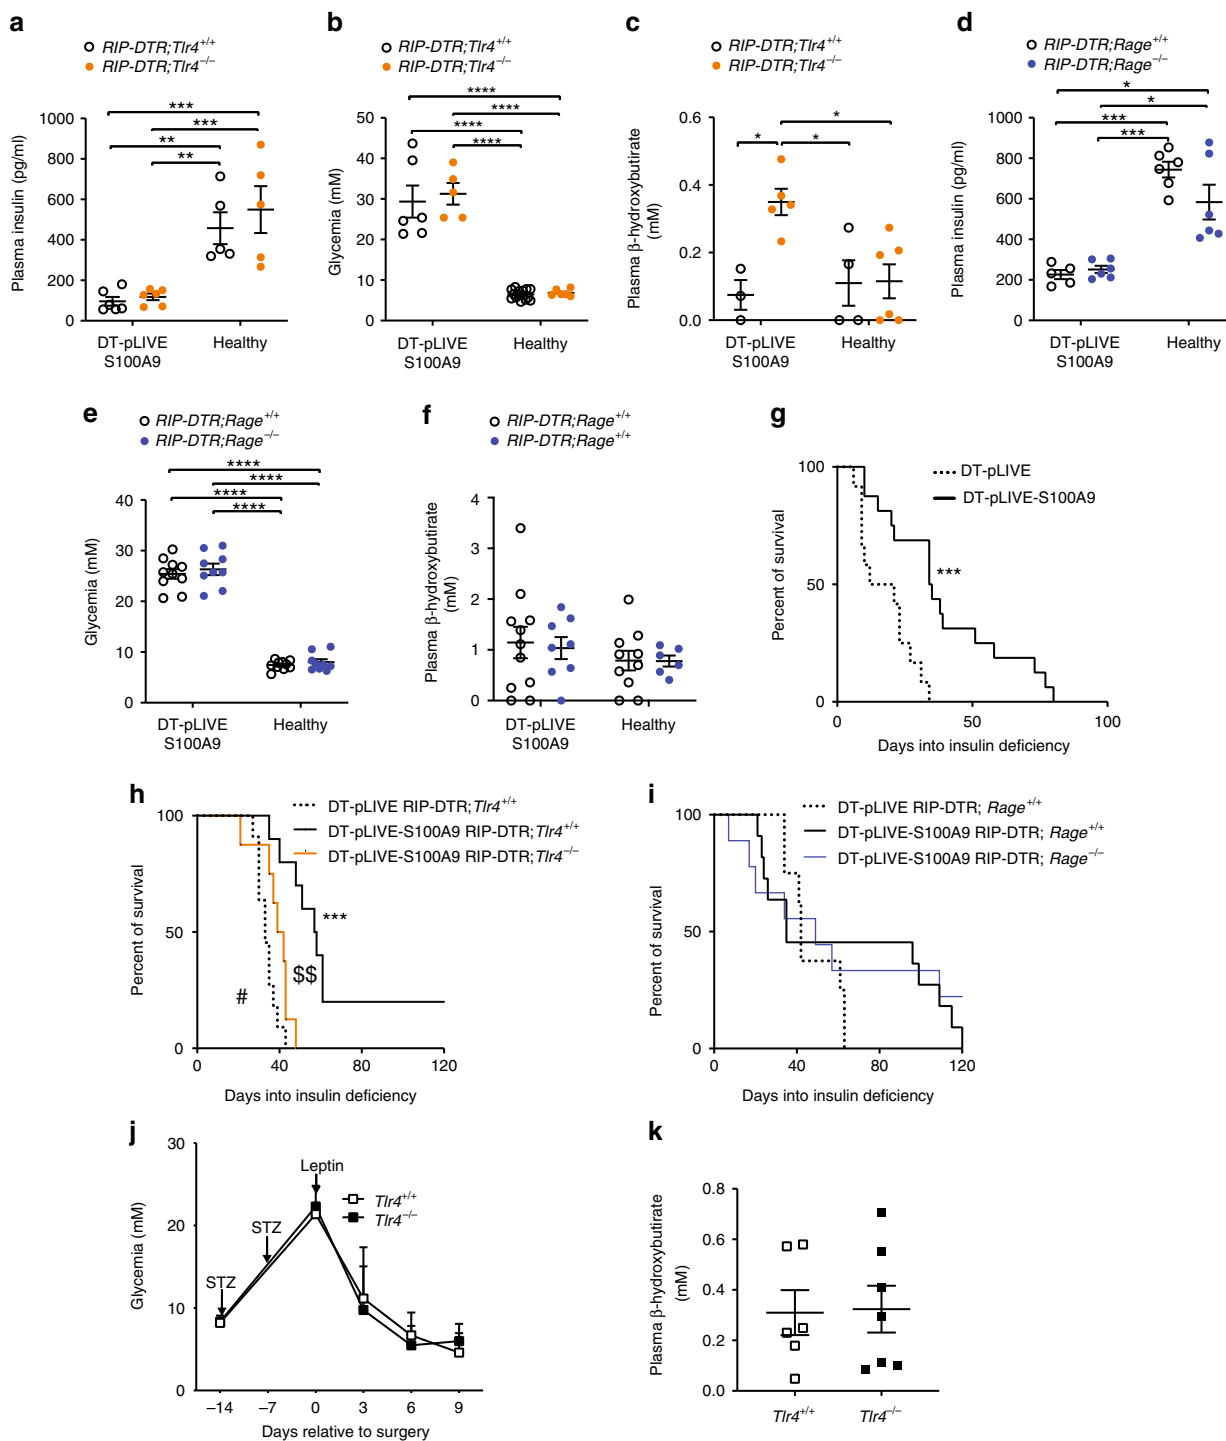 a
RIP-DTR;Tlr4+/+
RIP-DTR;Tlr4−/−
Plasma insulin (pg/ml)
1000
800
600
400
200
0
***
***
**
**
DT-pLIVE
S100A9
Healthy
b
RIP-DTR;Tlr4+/+
RIP-DTR;Tlr4−/−
Glycemia (mM)
50
40
30
20
10
0
****
****
****
****
DT-pLIVE
S100A9
Healthy
c
RIP-DTR;Tlr4+/+
RIP-DTR;Tlr4−/−
Plasma β-hydroxybutirate
(mM)
0.6
0.4
0.2
0.0
*
*
*
DT-pLIVE
S100A9
Healthy
d
RIP-DTR;Rage+/+
RIP-DTR;Rage−/−
Plasma insulin (pg/ml)
1000
800
600
400
200
0
*
*
***
***
DT-pLIVE
S100A9
Healthy
e
RIP-DTR;Rage+/+
RIP-DTR;Rage−/−
Glycemia (mM)
40
30
20
10
0
****
****
****
****
DT-pLIVE
S100A9
Healthy
f
RIP-DTR;Rage+/+
RIP-DTR;Rage+/+
Plasma β-hydroxybutirate
(mM)
4
3
2
1
0
DT-pLIVE
S100A9
Healthy
g
DT-pLIVE
DT-pLIVE-S100A9
Percent of survival
100
50
0
***
0 50 100
Days into insulin deficiency
h
DT-pLIVE RIP-DTR;Tlr4+/+
DT-pLIVE-S100A9 RIP-DTR;Tlr4+/+
DT-pLIVE-S100A9 RIP-DTR;Tlr4−/−
Percent of survival
100
50
0
***
$$
#
0 40 80 120
Days into insulin deficiency
i
DT-pLIVE RIP-DTR; Rage+/+
DT-pLIVE-S100A9 RIP-DTR; Rage+/+
DT-pLIVE-S100A9 RIP-DTR; Rage−/−
Percent of survival
100
50
0
0 40 80 120
Days into insulin deficiency
j
Glycemia (mM)
30
20
10
0
STZ
STZ
Leptin
Tlr4+/+
Tlr4−/−
−14 −7 0 3 6 9
Days relative to surgery
k
Plasma β-hydroxybutirate
(mM)
0.8
0.6
0.4
0.2
0.0
Tlr4+/+
Tlr4−/−